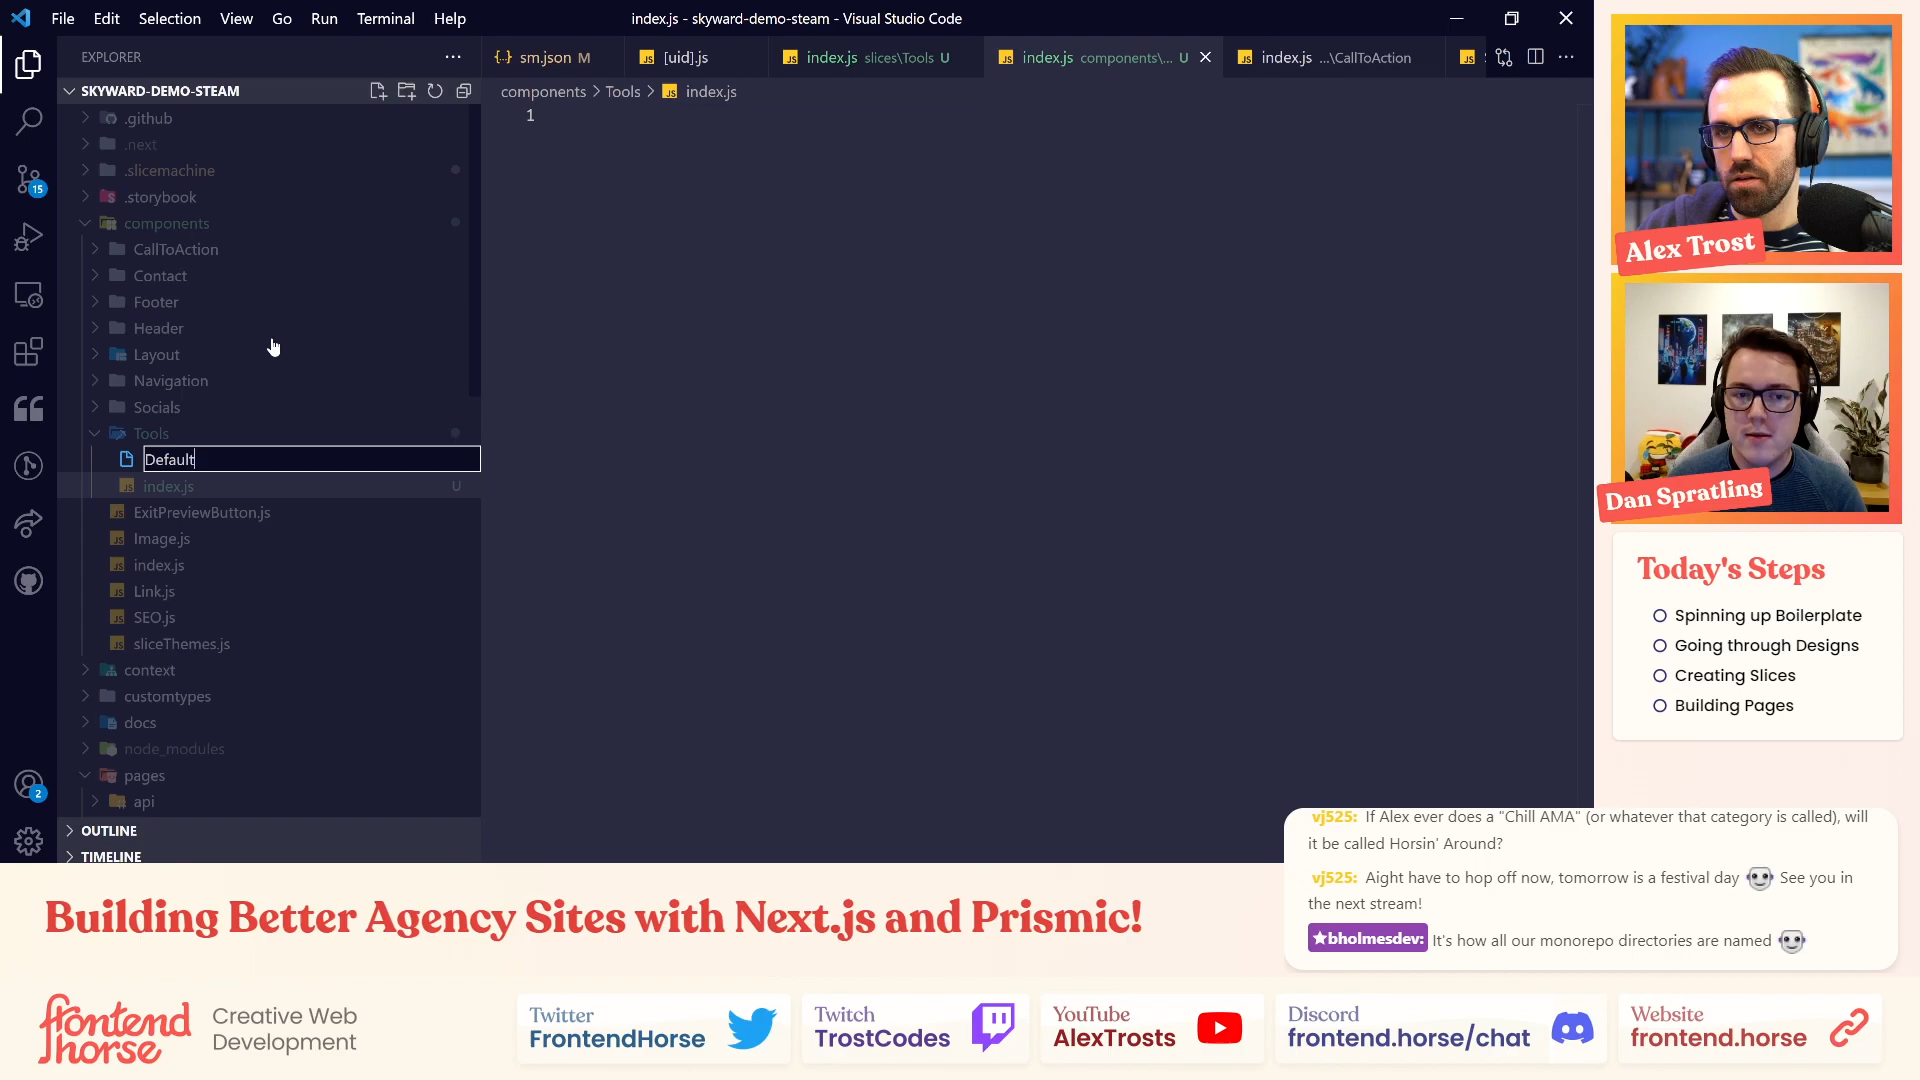 File Edit Selection View Go Run Terminal Help
index.js - skyward-demo-steam - Visual Studio Code
EXPLORER
sm.json M
[uid].js
index.js slices\Tools U
index.js components\... U
index.js ...\CallToAction
SKYWARD-DEMO-STEAM
components > Tools > index.js
1
.github
.next
.slicemachine
.storybook
components
CallToAction
Contact
Footer
Header
Layout
Navigation
Socials
Tools
Default
index.js U
ExitPreviewButton.js
Image.js
index.js
Link.js
SEO.js
sliceThemes.js
context
customtypes
docs
node_modules
pages
api
OUTLINE
TIMELINE
15
2
Alex Trost
Dan Spratling
Today's Steps
Spinning up Boilerplate
Going through Designs
Creating Slices
Building Pages
vj525: If Alex ever does a "Chill AMA" (or whatever that category is called), will
it be called Horsin' Around?
vj525: Aight have to hop off now, tomorrow is a festival day See you in
the next stream!
bholmesdev: It's how all our monorepo directories are named
Building Better Agency Sites with Next.js and Prismic!
frontend
horse
Creative Web
Development
Twitter
FrontendHorse
Twitch
TrostCodes
YouTube
AlexTrosts
Discord
frontend.horse/chat
Website
frontend.horse